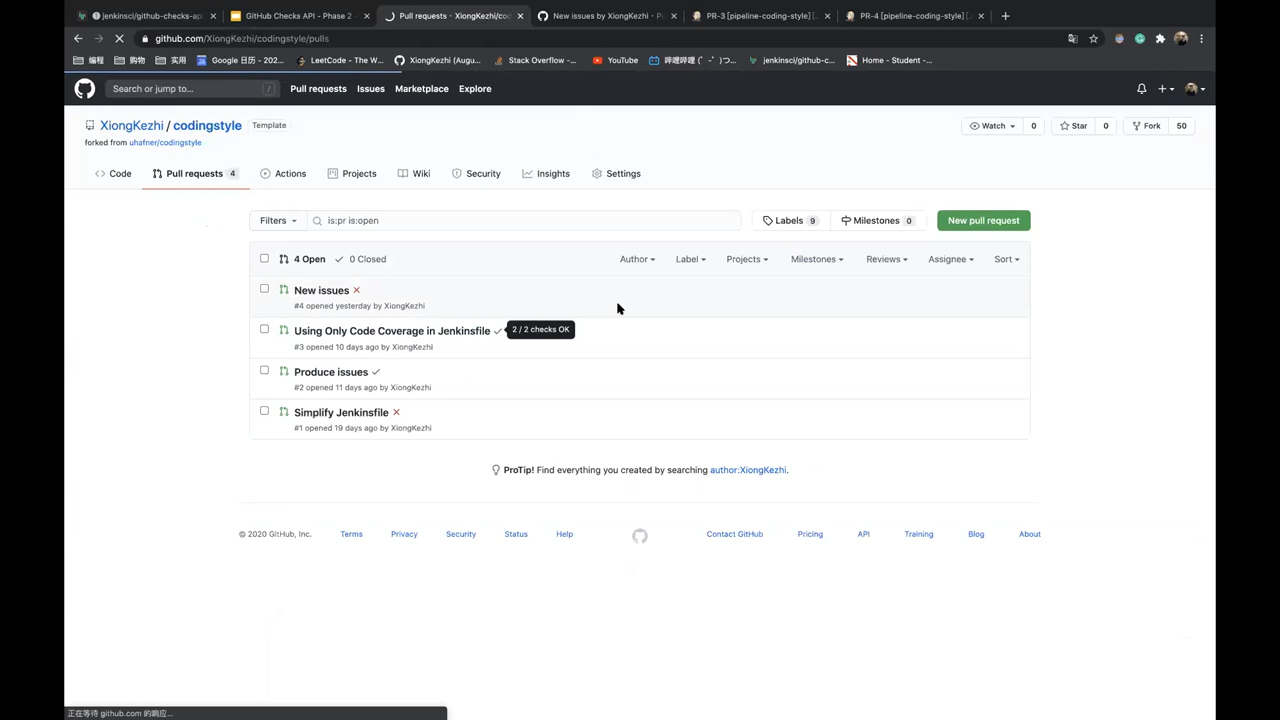 jenkinsci/github-checks-api
GitHub Checks API - Phase 2
Pull requests · XiongKezhi/co
New issues by XiongKezhi · P
PR-3 [pipeline-coding-style] [
PR-4 [pipeline-coding-style] [
github.com/XiongKezhi/codingstyle/pulls
编程
购物
实用
Google 日历 - 202...
LeetCode - The W...
XiongKezhi (Augu...
Stack Overflow -...
YouTube
哔哩哔哩 (゜-゜)つ...
jenkinsci/github-c...
Home - Student -...
Search or jump to...
/
Pull requests
Issues
Marketplace
Explore
XiongKezhi / codingstyle
Template
forked from uhafner/codingstyle
Watch
0
Star
0
Fork
50
Code
Pull requests 4
Actions
Projects
Wiki
Security
Insights
Settings
Filters
is:pr is:open
Labels 9
Milestones 0
New pull request
4 Open
0 Closed
Author
Label
Projects
Milestones
Reviews
Assignee
Sort
New issues
#4 opened yesterday by XiongKezhi
Using Only Code Coverage in Jenkinsfile
2 / 2 checks OK
#3 opened 10 days ago by XiongKezhi
Produce issues
#2 opened 11 days ago by XiongKezhi
Simplify Jenkinsfile
#1 opened 19 days ago by XiongKezhi
ProTip! Find everything you created by searching author:XiongKezhi.
© 2020 GitHub, Inc.
Terms
Privacy
Security
Status
Help
Contact GitHub
Pricing
API
Training
Blog
About
正在等待 github.com 的响应...